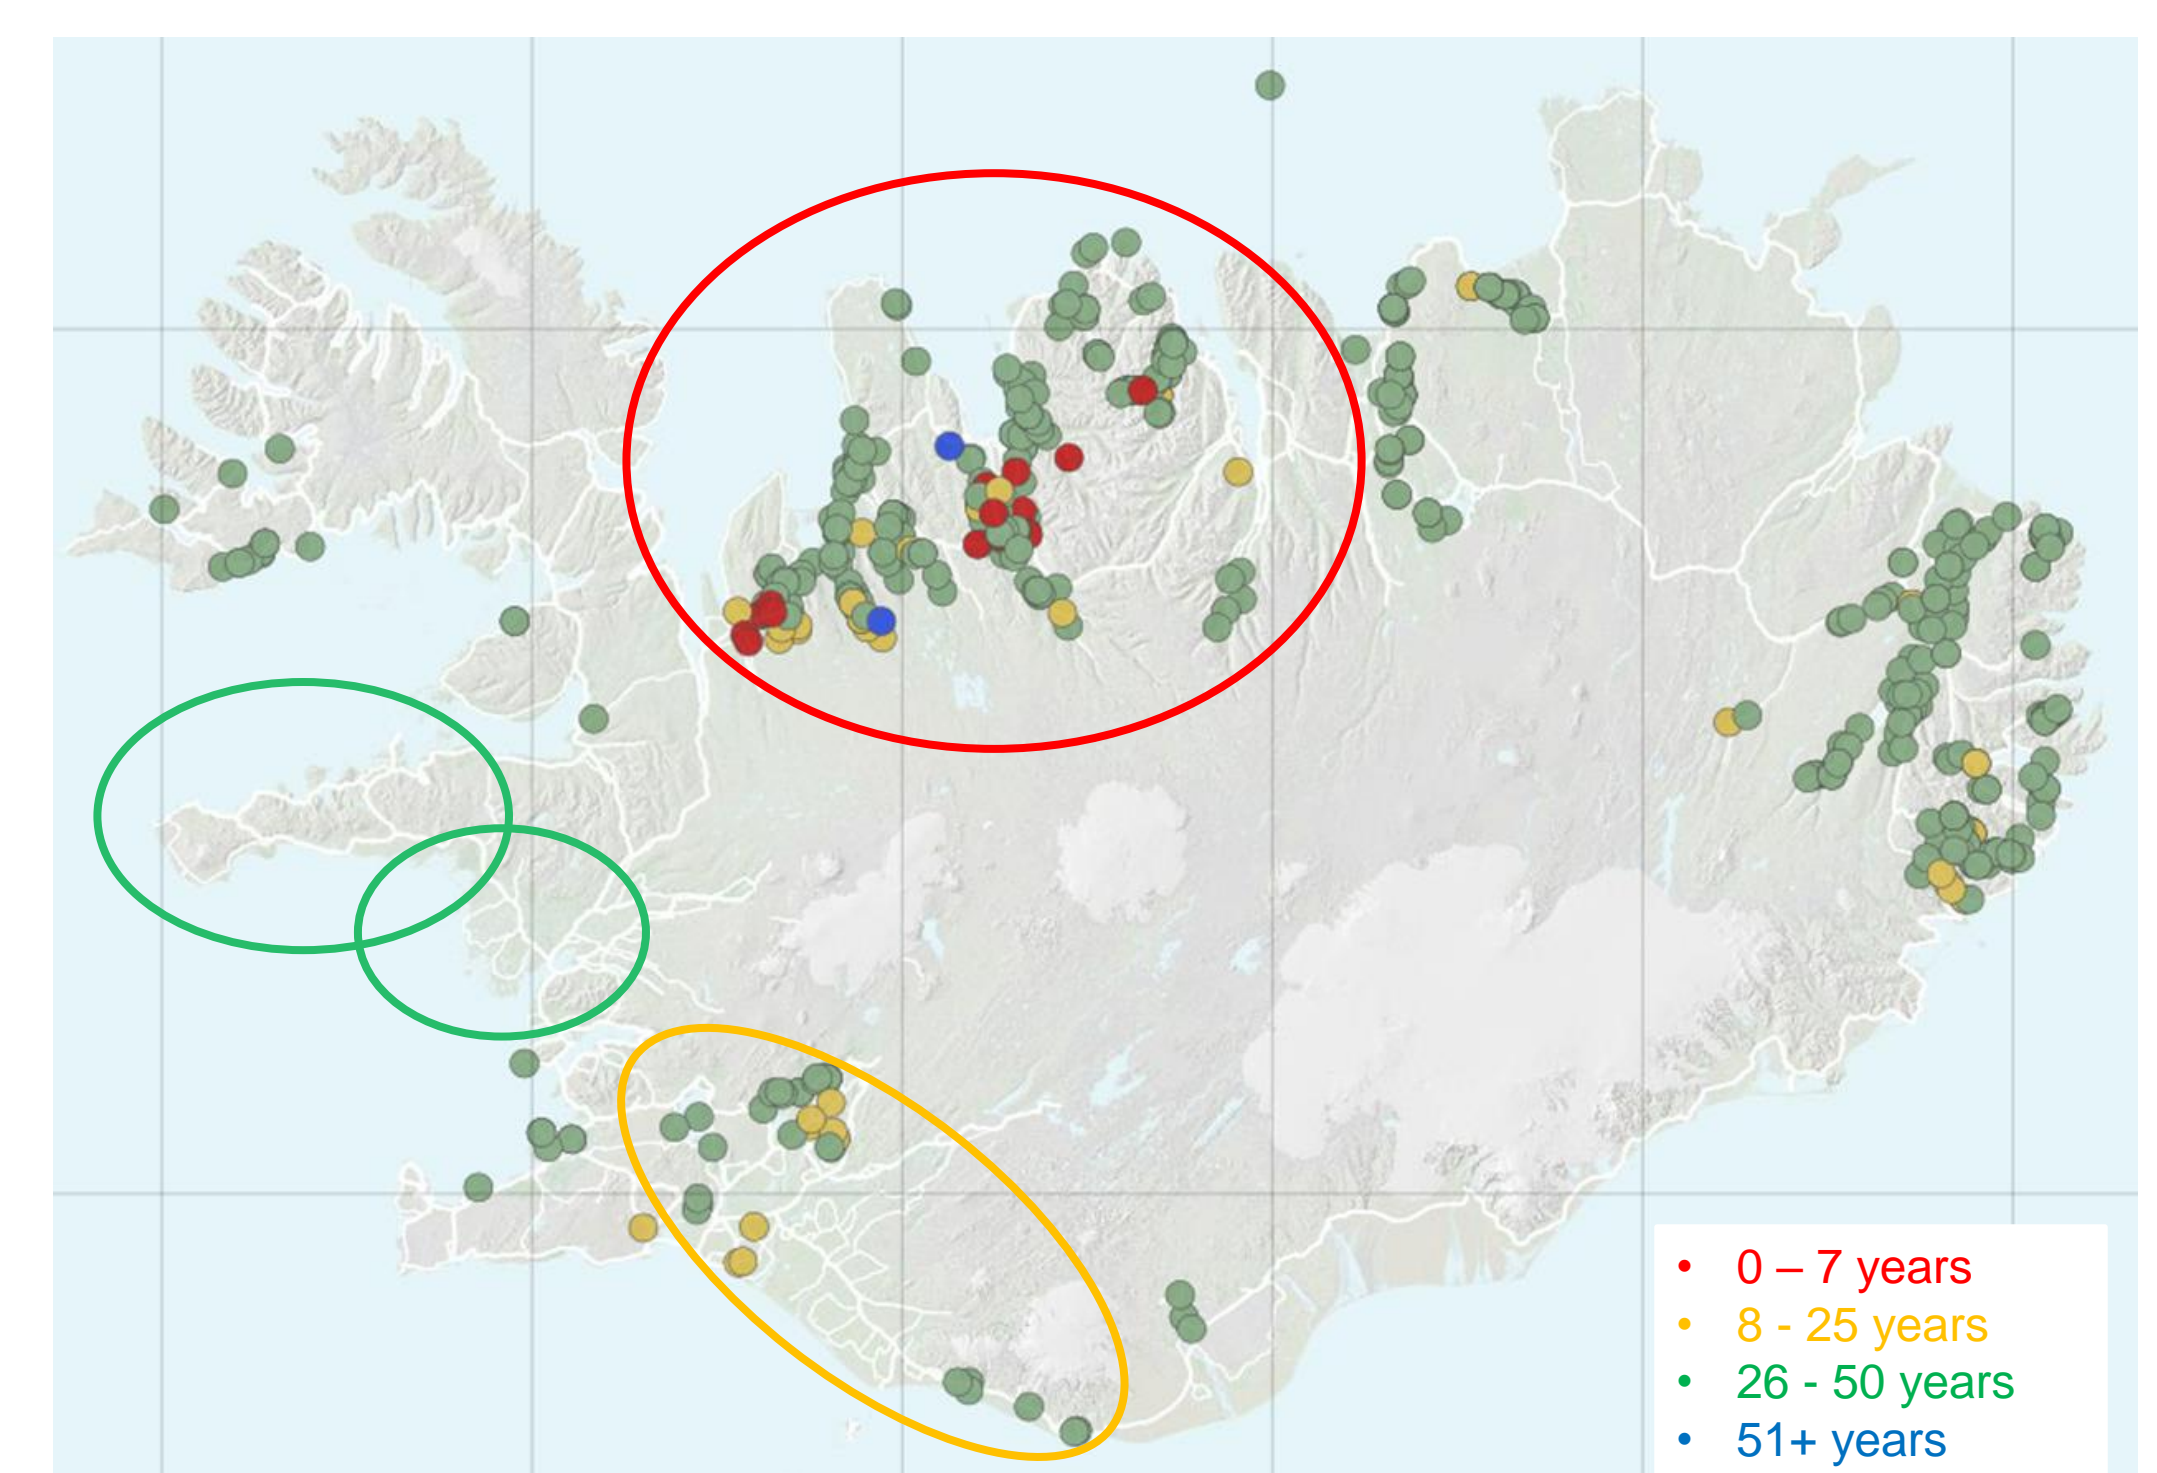 • 0 – 7 years
• 8 - 25 years
• 26 - 50 years
• 51+ years